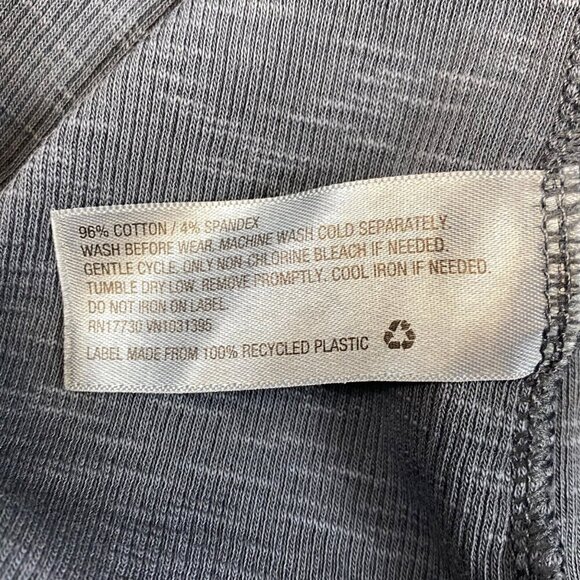 96% COTTON / 4% SPANDEX
WASH BEFORE WEAR. MACHINE WASH COLD SEPARATELY.
GENTLE CYCLE. ONLY NON-CHLORINE BLEACH IF NEEDED.
TUMBLE DRY LOW. REMOVE PROMPTLY. COOL IRON IF NEEDED.
DO NOT IRON ON LABEL
RN17730 VN1031395
LABEL MADE FROM 100% RECYCLED PLASTIC